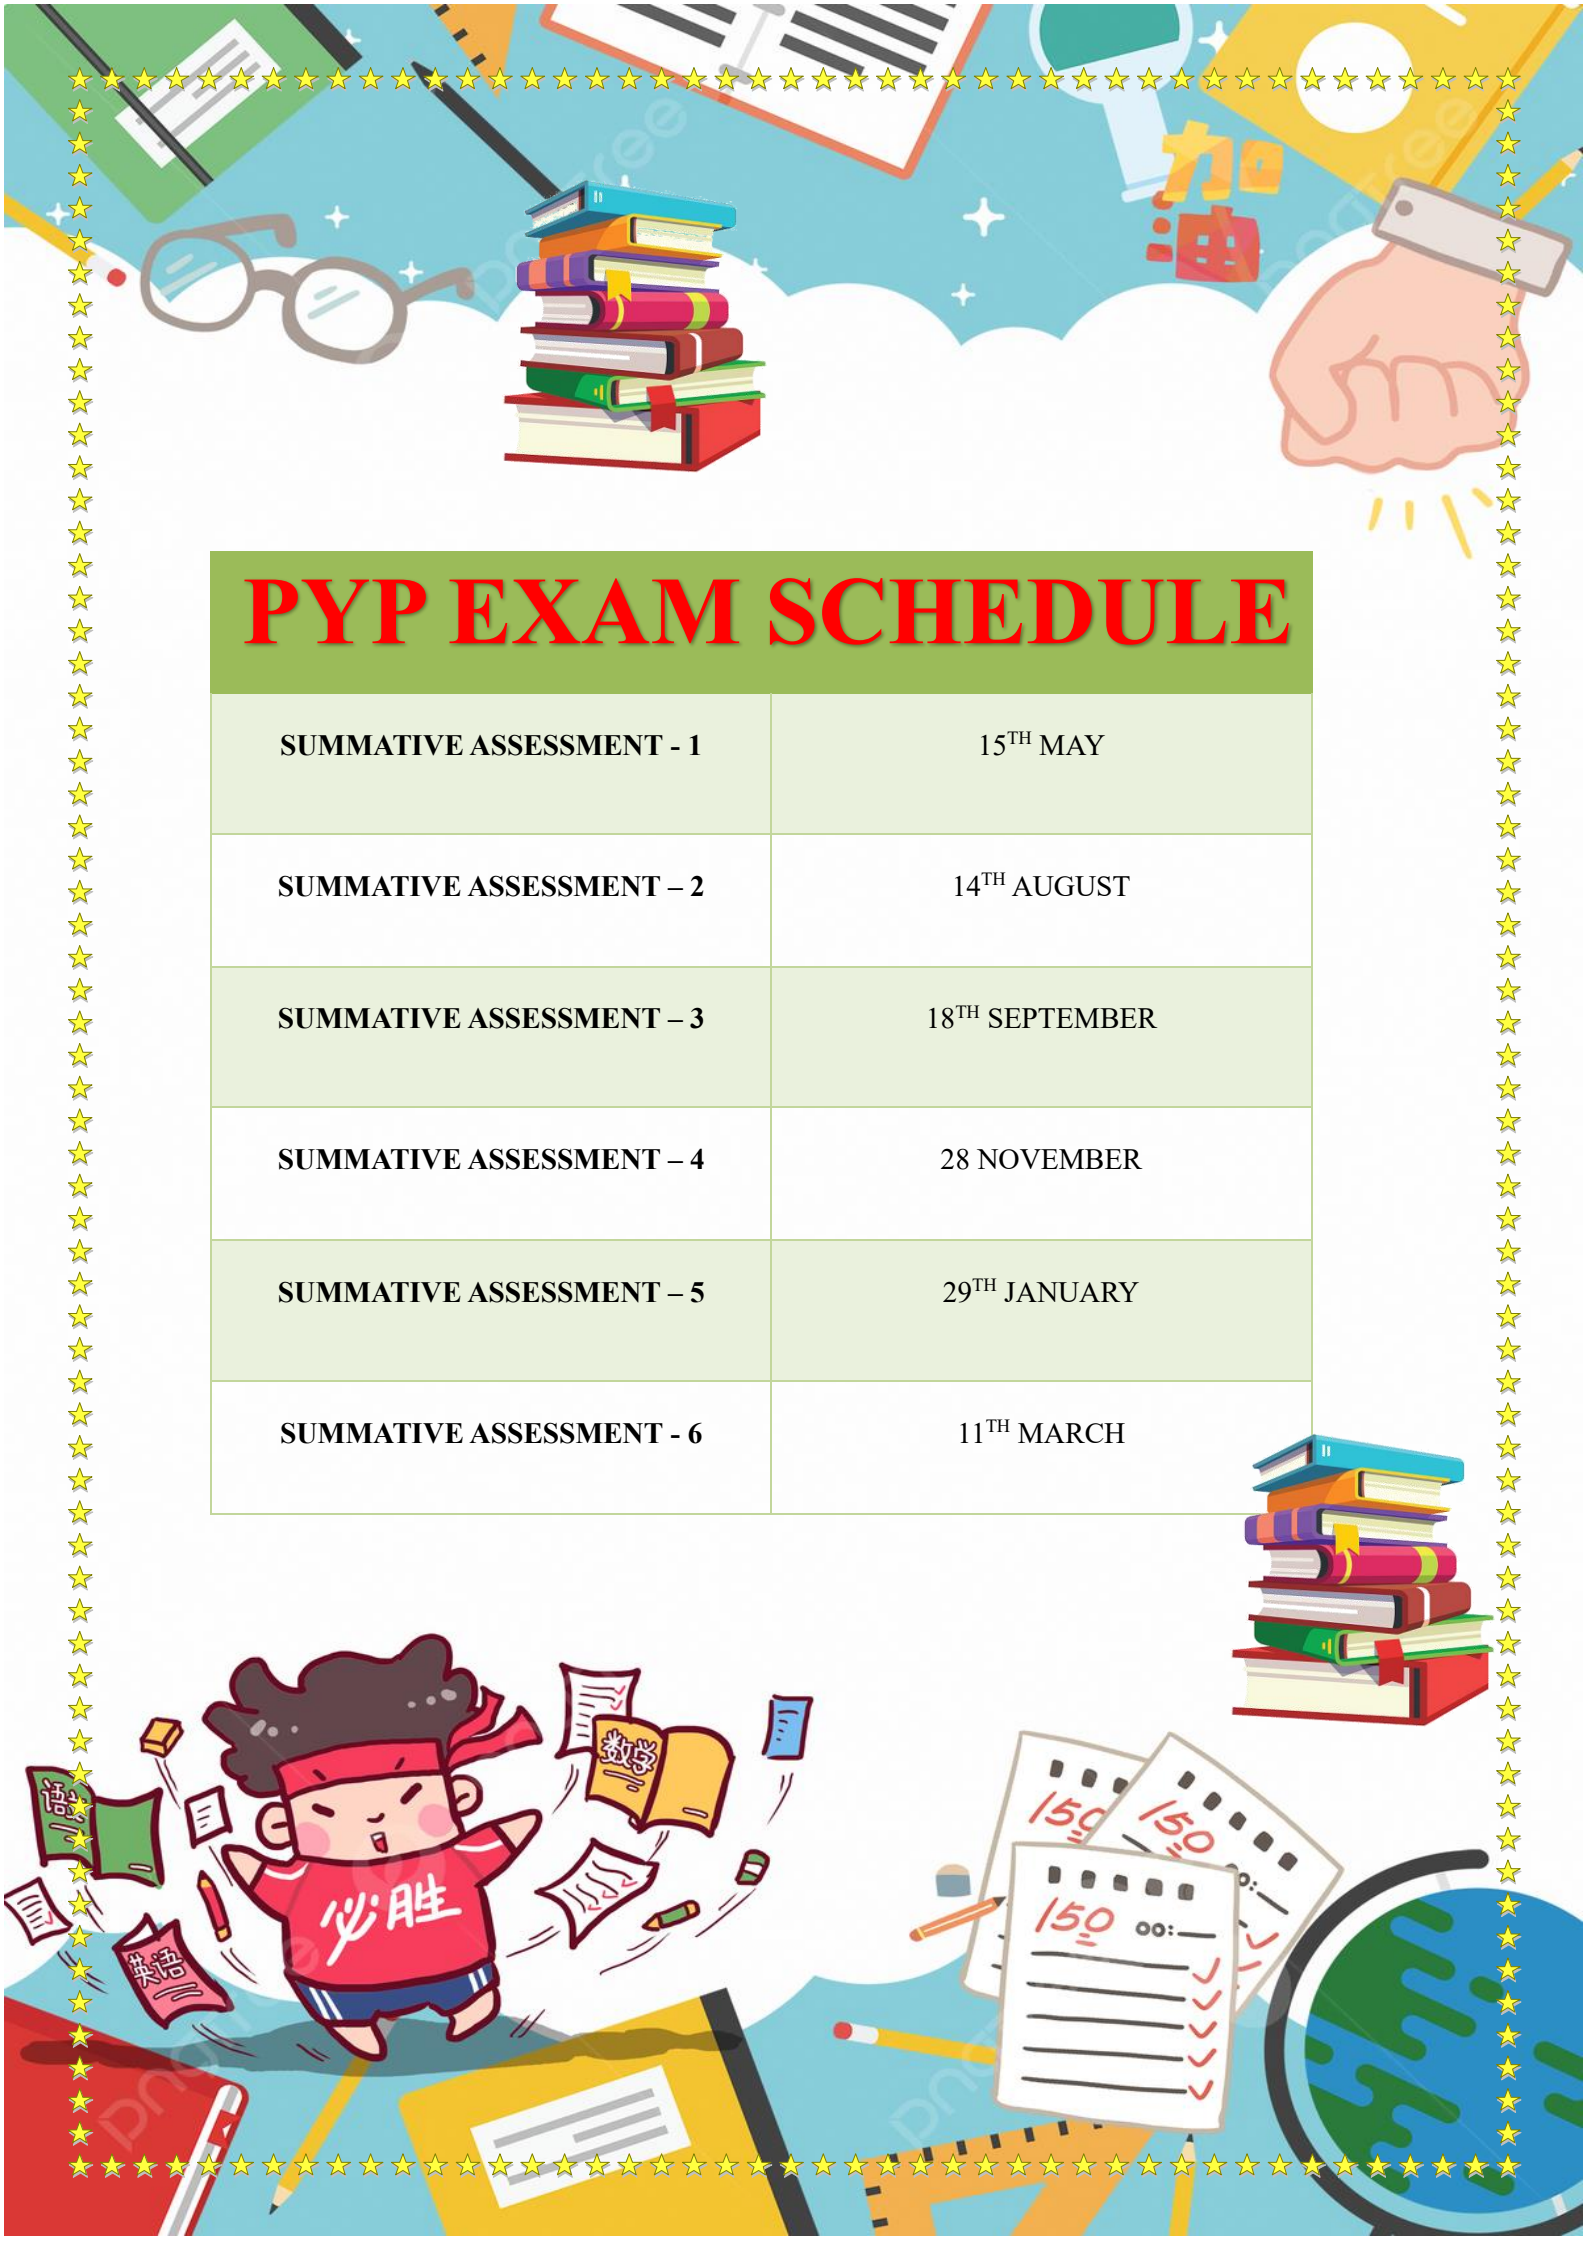 加
油
PYP EXAM SCHEDULE
SUMMATIVE ASSESSMENT - 1 15TH MAY
SUMMATIVE ASSESSMENT – 2 14TH AUGUST
SUMMATIVE ASSESSMENT – 3 18TH SEPTEMBER
SUMMATIVE ASSESSMENT – 4 28 NOVEMBER
SUMMATIVE ASSESSMENT – 5 29TH JANUARY
SUMMATIVE ASSESSMENT - 6 11TH MARCH
数学
必胜
英语
150
150
150 00: